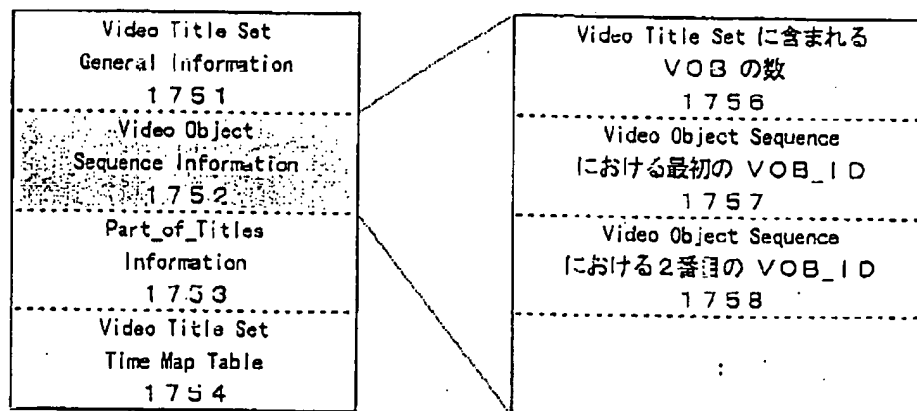 Video Title Set
General Information
1751
Video Object
Sequence Information
1752
Part_of_Titles
Information
1753
Video Title Set
Time Map Table
1754
Video Title Set に含まれる
VOB の数
1756
Video Object Sequence
における最初の VOB_ID
1757
Video Object Sequence
における2番目の VOB_ID
1758
: